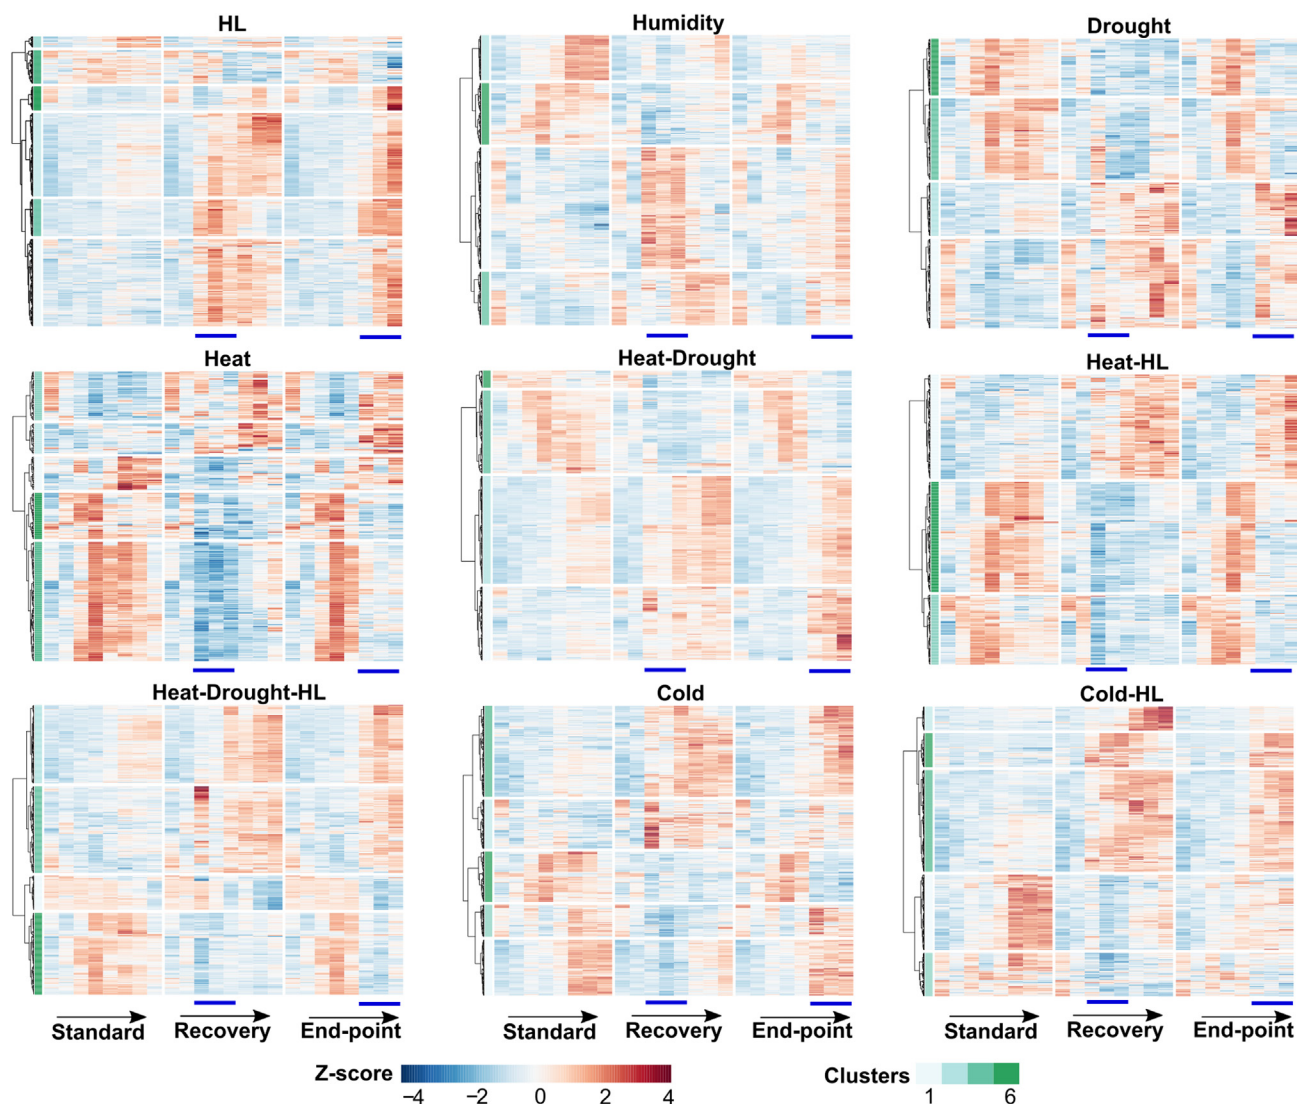 HL
Humidity
Drought
Heat
Heat-Drought
Heat-HL
Heat-Drought-HL
Cold
Cold-HL
Standard Recovery End-point
Standard Recovery End-point
Standard Recovery End-point
Z-score
−4 −2 0 2 4
Clusters
1 6